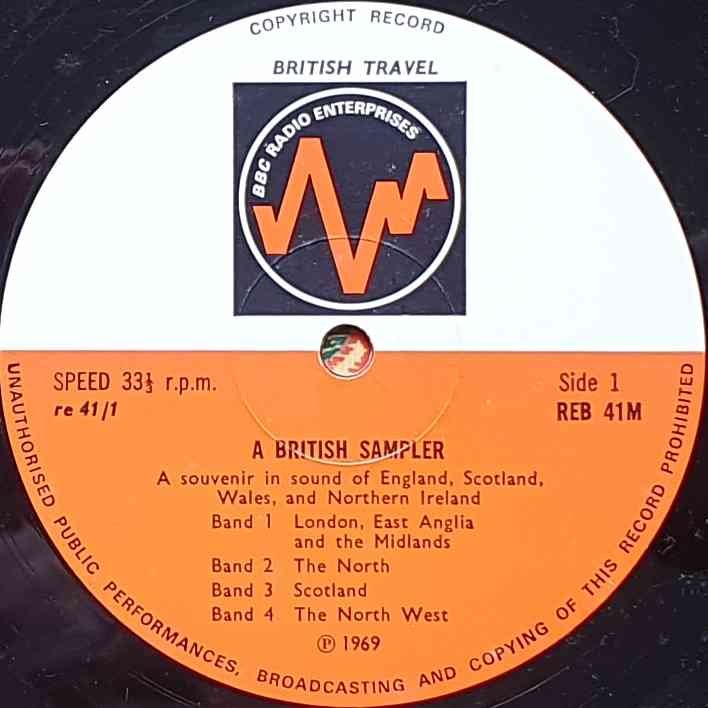 COPYRIGHT RECORD
BRITISH TRAVEL
BBC RADIO ENTERPRISES
SPEED 33⅓ r.p.m.
Side 1
re 41/1
REB 41M
A BRITISH SAMPLER
A souvenir in sound of England, Scotland,
Wales, and Northern Ireland
Band 1 London, East Anglia
and the Midlands
Band 2 The North
Band 3 Scotland
Band 4 The North West
Ⓟ 1969
UNAUTHORISED PUBLIC PERFORMANCES, BROADCASTING AND COPYING OF THIS RECORD PROHIBITED